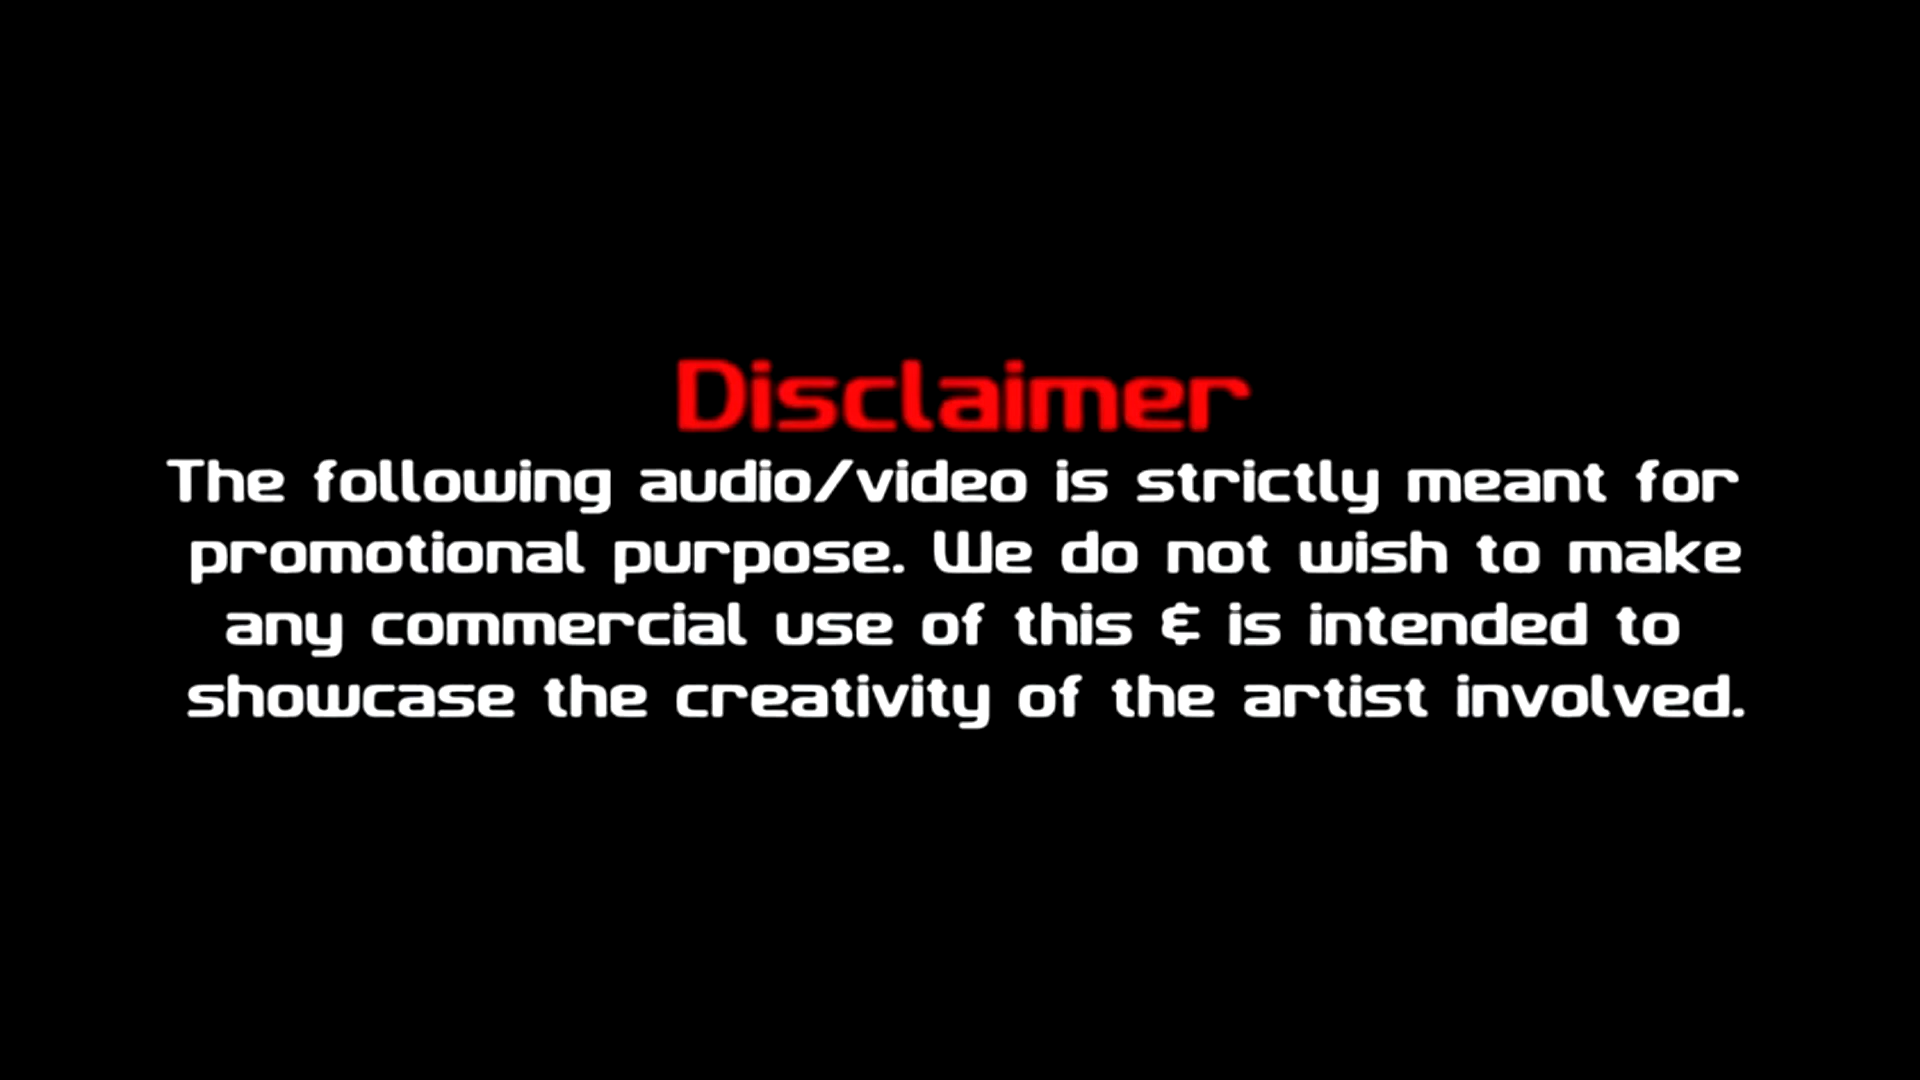 Disclaimer
The following audio/video is strictly meant for
promotional purpose. We do not wish to make
any commercial use of this & is intended to
showcase the creativity of the artist involved.